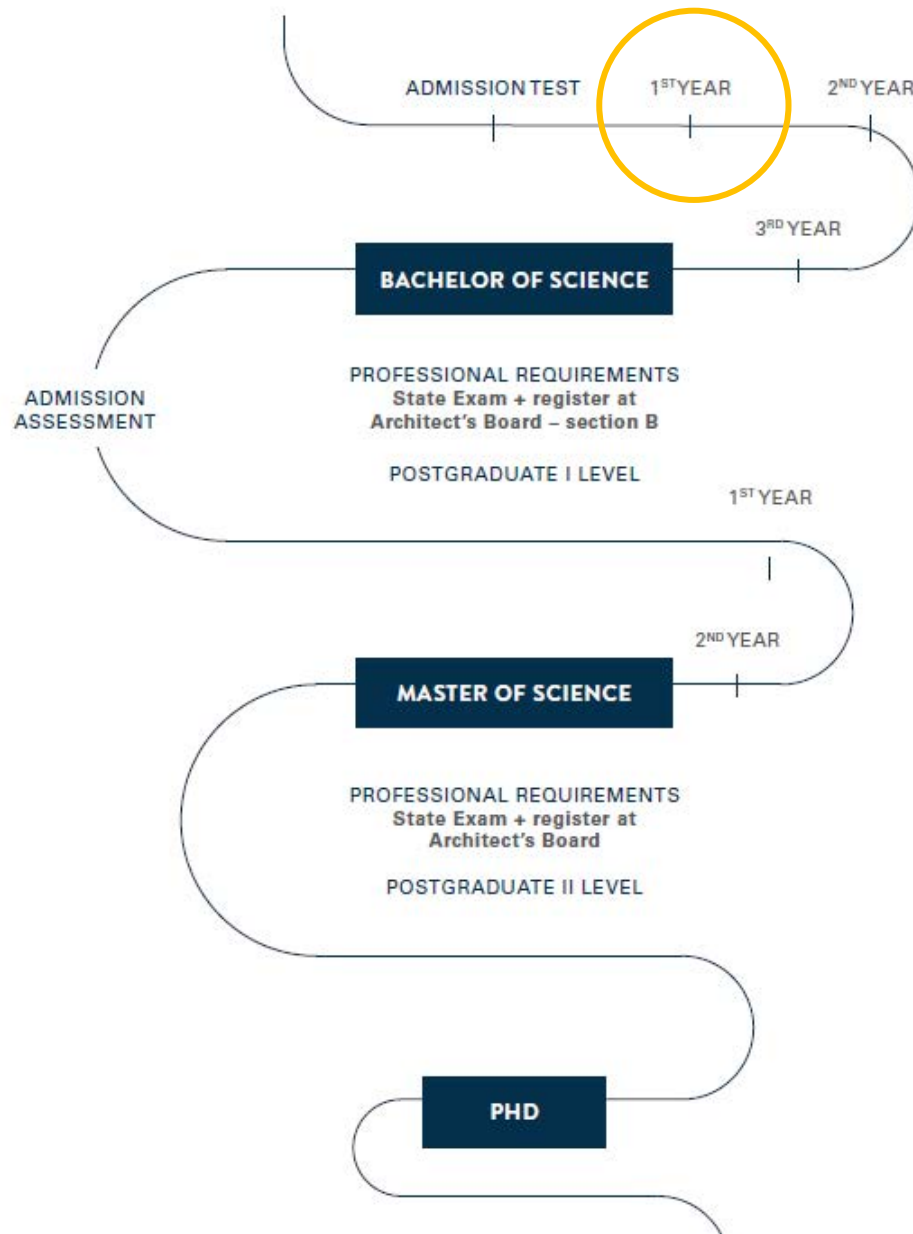 ADMISSION TEST
1ST YEAR
2ND YEAR
3RD YEAR
BACHELOR OF SCIENCE
PROFESSIONAL REQUIREMENTS
State Exam + register at
Architect's Board – section B
ADMISSION
ASSESSMENT
POSTGRADUATE I LEVEL
1ST YEAR
2ND YEAR
MASTER OF SCIENCE
PROFESSIONAL REQUIREMENTS
State Exam + register at
Architect's Board
POSTGRADUATE II LEVEL
PHD